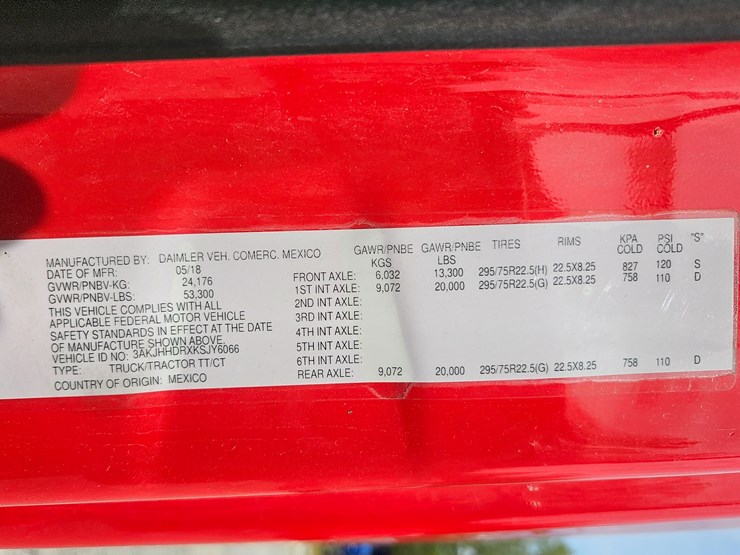 MANUFACTURED BY: DAIMLER VEH. COMERC. MEXICO
DATE OF MFR: 05/18
GVWR/PNBV-KG: 24,176
GVWR/PNBV-LBS: 53,300
THIS VEHICLE COMPLIES WITH ALL
APPLICABLE FEDERAL MOTOR VEHICLE
SAFETY STANDARDS IN EFFECT AT THE DATE
OF MANUFACTURE SHOWN ABOVE.
VEHICLE ID NO: 3AKJHHDRXKSJY6066
TYPE: TRUCK/TRACTOR TT/CT
COUNTRY OF ORIGIN: MEXICO
GAWR/PNBE GAWR/PNBE TIRES RIMS KPA PSI "S"
KGS LBS COLD COLD
FRONT AXLE: 6,032 13,300 295/75R22.5(H) 22.5X8.25 827 120 S
1ST INT AXLE: 9,072 20,000 295/75R22.5(G) 22.5X8.25 758 110 D
2ND INT AXLE:
3RD INT AXLE:
4TH INT AXLE:
5TH INT AXLE:
6TH INT AXLE:
REAR AXLE: 9,072 20,000 295/75R22.5(G) 22.5X8.25 758 110 D